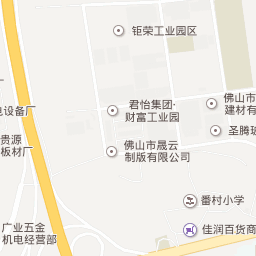 钜荣工业园区
佛山市
建材有
君怡集团·
财富工业园
电设备厂
圣腾玻
贵源
板材厂
佛山市晟云
制版有限公司
番村小学
广业五金
机电经营部
佳润百货商